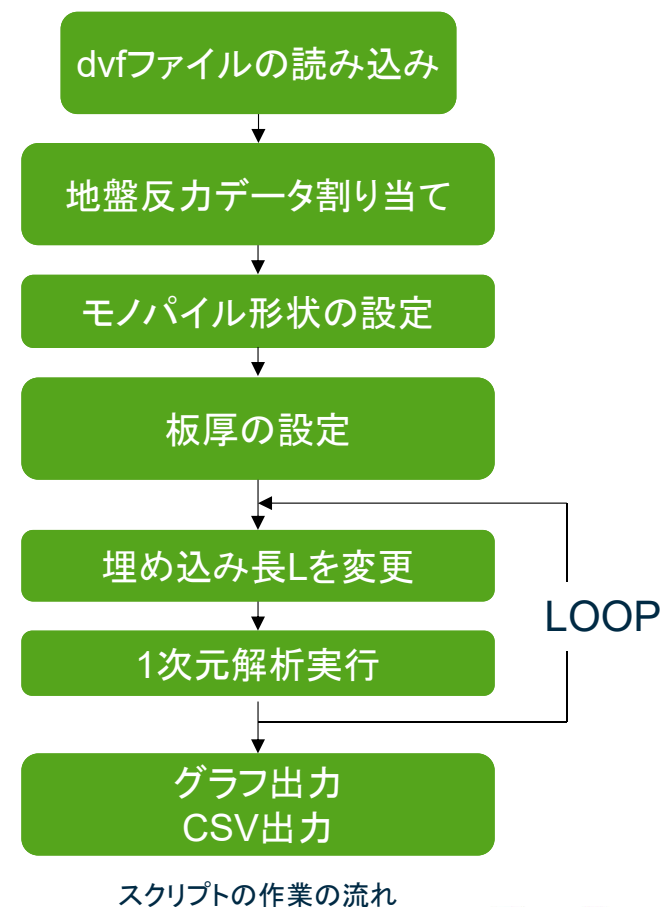 dvfファイルの読み込み
地盤反力データ割り当て
モノパイル形状の設定
板厚の設定
埋め込み長Lを変更
LOOP
1次元解析実行
グラフ出力
CSV出力
スクリプトの作業の流れ